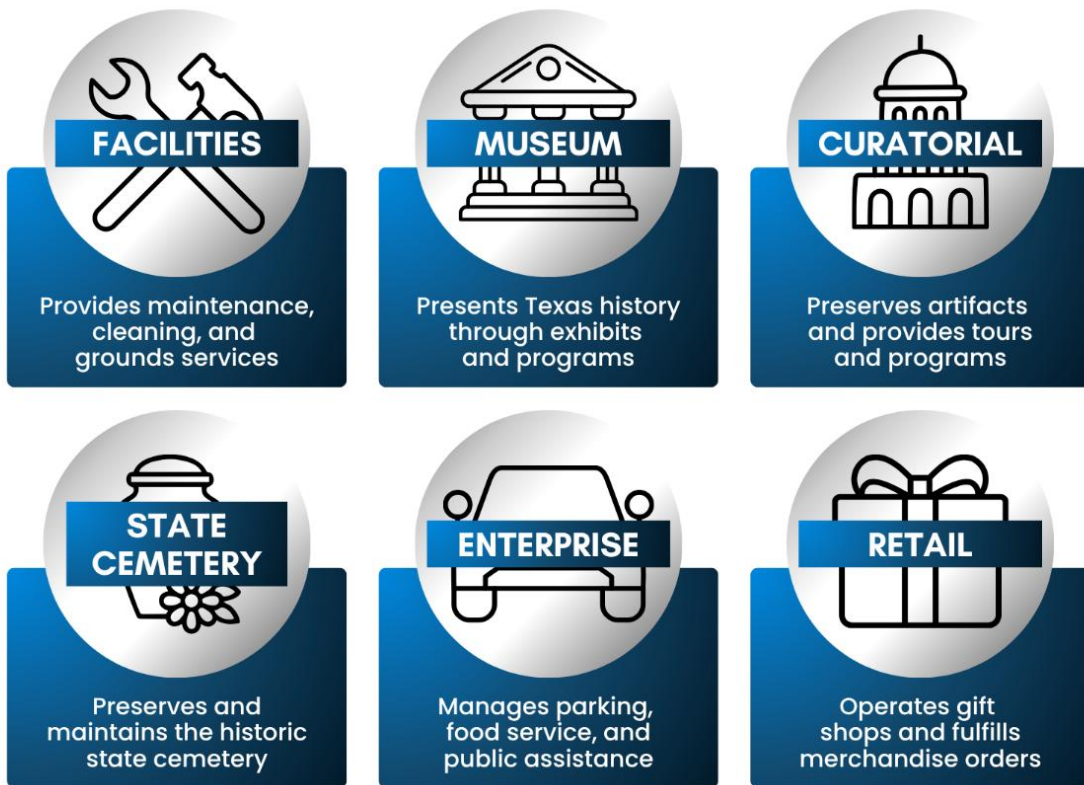 FACILITIES
Provides maintenance,
cleaning, and
grounds services
MUSEUM
Presents Texas history
through exhibits
and programs
CURATORIAL
Preserves artifacts
and provides tours
and programs
STATE
CEMETERY
Preserves and
maintains the historic
state cemetery
ENTERPRISE
Manages parking,
food service, and
public assistance
RETAIL
Operates gift
shops and fulfills
merchandise orders